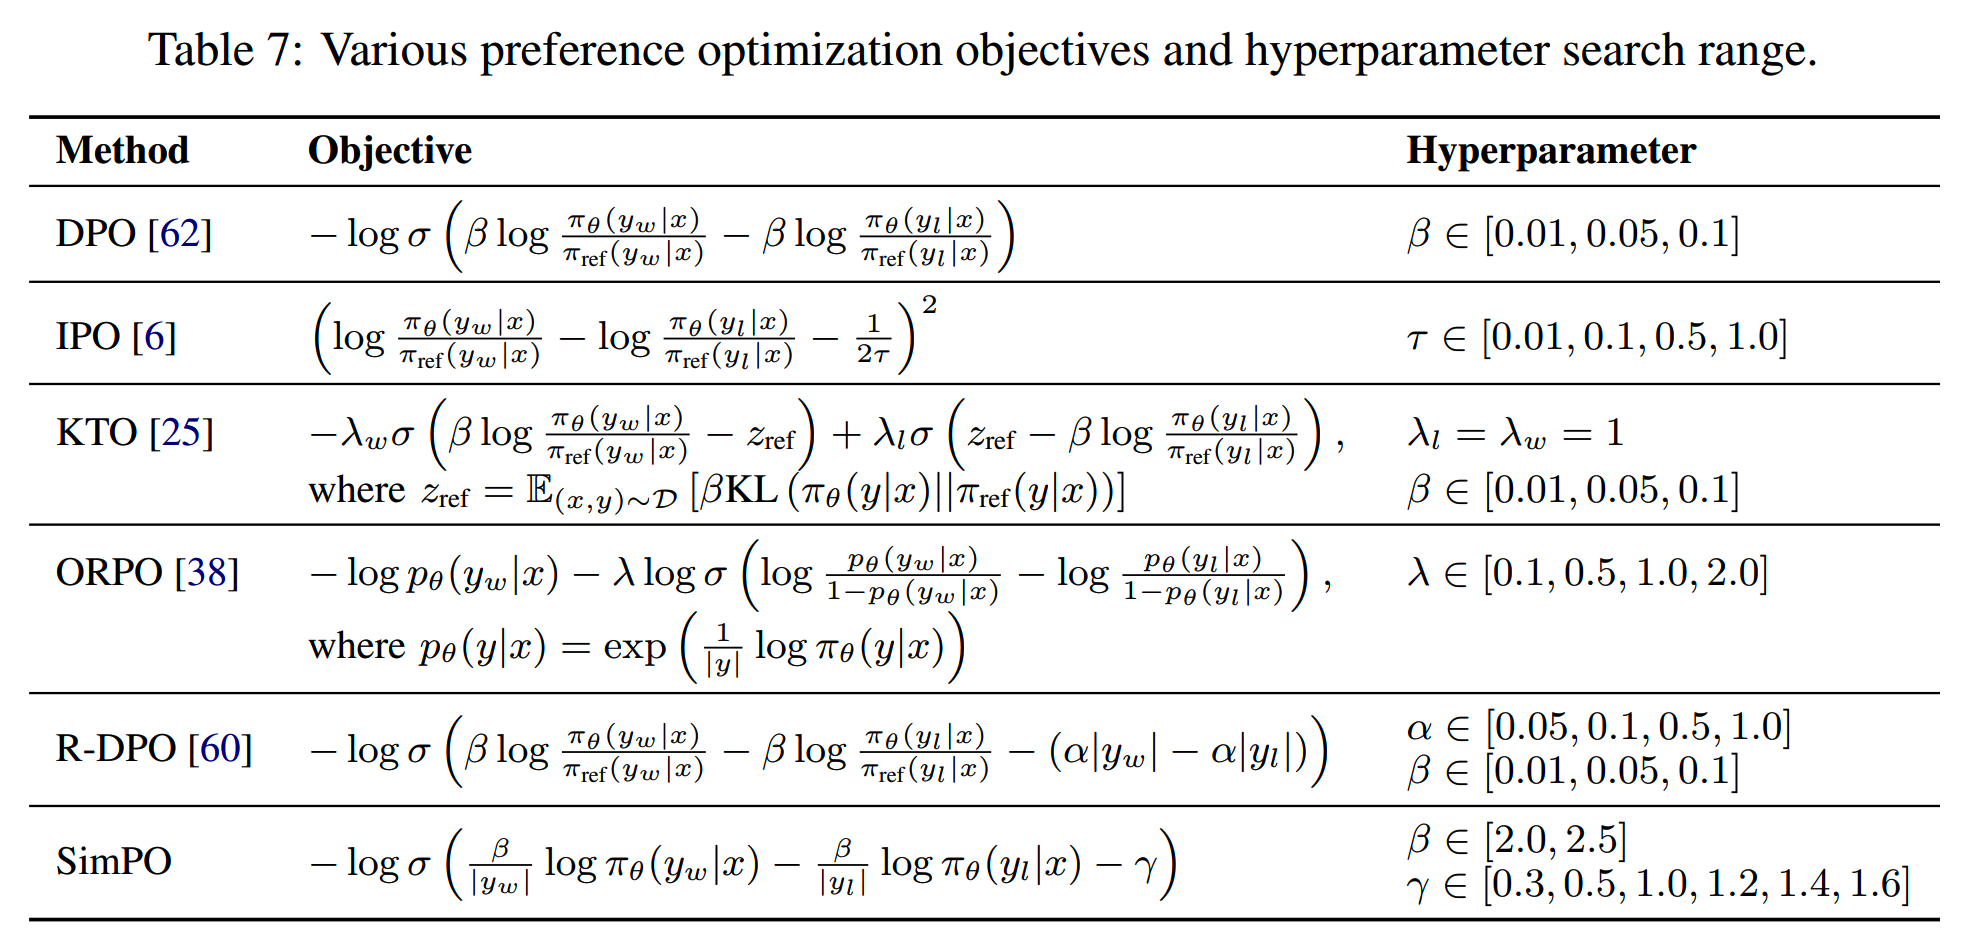 Table 7: Various preference optimization objectives and hyperparameter search range.
Method Objective Hyperparameter
DPO [62] $-\log \sigma \left( \beta \log \frac{\pi_\theta(y_w|x)}{\pi_{\text{ref}}(y_w|x)} - \beta \log \frac{\pi_\theta(y_l|x)}{\pi_{\text{ref}}(y_l|x)} \right)$ $\beta \in [0.01, 0.05, 0.1]$
IPO [6] $\left( \log \frac{\pi_\theta(y_w|x)}{\pi_{\text{ref}}(y_w|x)} - \log \frac{\pi_\theta(y_l|x)}{\pi_{\text{ref}}(y_l|x)} - \frac{1}{2\tau} \right)^2$ $\tau \in [0.01, 0.1, 0.5, 1.0]$
KTO [25] $-\lambda_w \sigma \left( \beta \log \frac{\pi_\theta(y_w|x)}{\pi_{\text{ref}}(y_w|x)} - z_{\text{ref}} \right) + \lambda_l \sigma \left( z_{\text{ref}} - \beta \log \frac{\pi_\theta(y_l|x)}{\pi_{\text{ref}}(y_l|x)} \right),$ $\lambda_l = \lambda_w = 1$
where $z_{\text{ref}} = \mathbb{E}_{(x,y)\sim\mathcal{D}} [\beta \text{KL} (\pi_\theta(y|x) || \pi_{\text{ref}}(y|x))]$ $\beta \in [0.01, 0.05, 0.1]$
ORPO [38] $-\log p_\theta(y_w|x) - \lambda \log \sigma \left( \log \frac{p_\theta(y_w|x)}{1-p_\theta(y_w|x)} - \log \frac{p_\theta(y_l|x)}{1-p_\theta(y_l|x)} \right),$ $\lambda \in [0.1, 0.5, 1.0, 2.0]$
where $p_\theta(y|x) = \exp \left( \frac{1}{|y|} \log \pi_\theta(y|x) \right)$
R-DPO [60] $-\log \sigma \left( \beta \log \frac{\pi_\theta(y_w|x)}{\pi_{\text{ref}}(y_w|x)} - \beta \log \frac{\pi_\theta(y_l|x)}{\pi_{\text{ref}}(y_l|x)} - (\alpha|y_w| - \alpha|y_l|) \right)$ $\alpha \in [0.05, 0.1, 0.5, 1.0]$
$\beta \in [0.01, 0.05, 0.1]$
SimPO $-\log \sigma \left( \frac{\beta}{|y_w|} \log \pi_\theta(y_w|x) - \frac{\beta}{|y_l|} \log \pi_\theta(y_l|x) - \gamma \right)$ $\beta \in [2.0, 2.5]$
$\gamma \in [0.3, 0.5, 1.0, 1.2, 1.4, 1.6]$